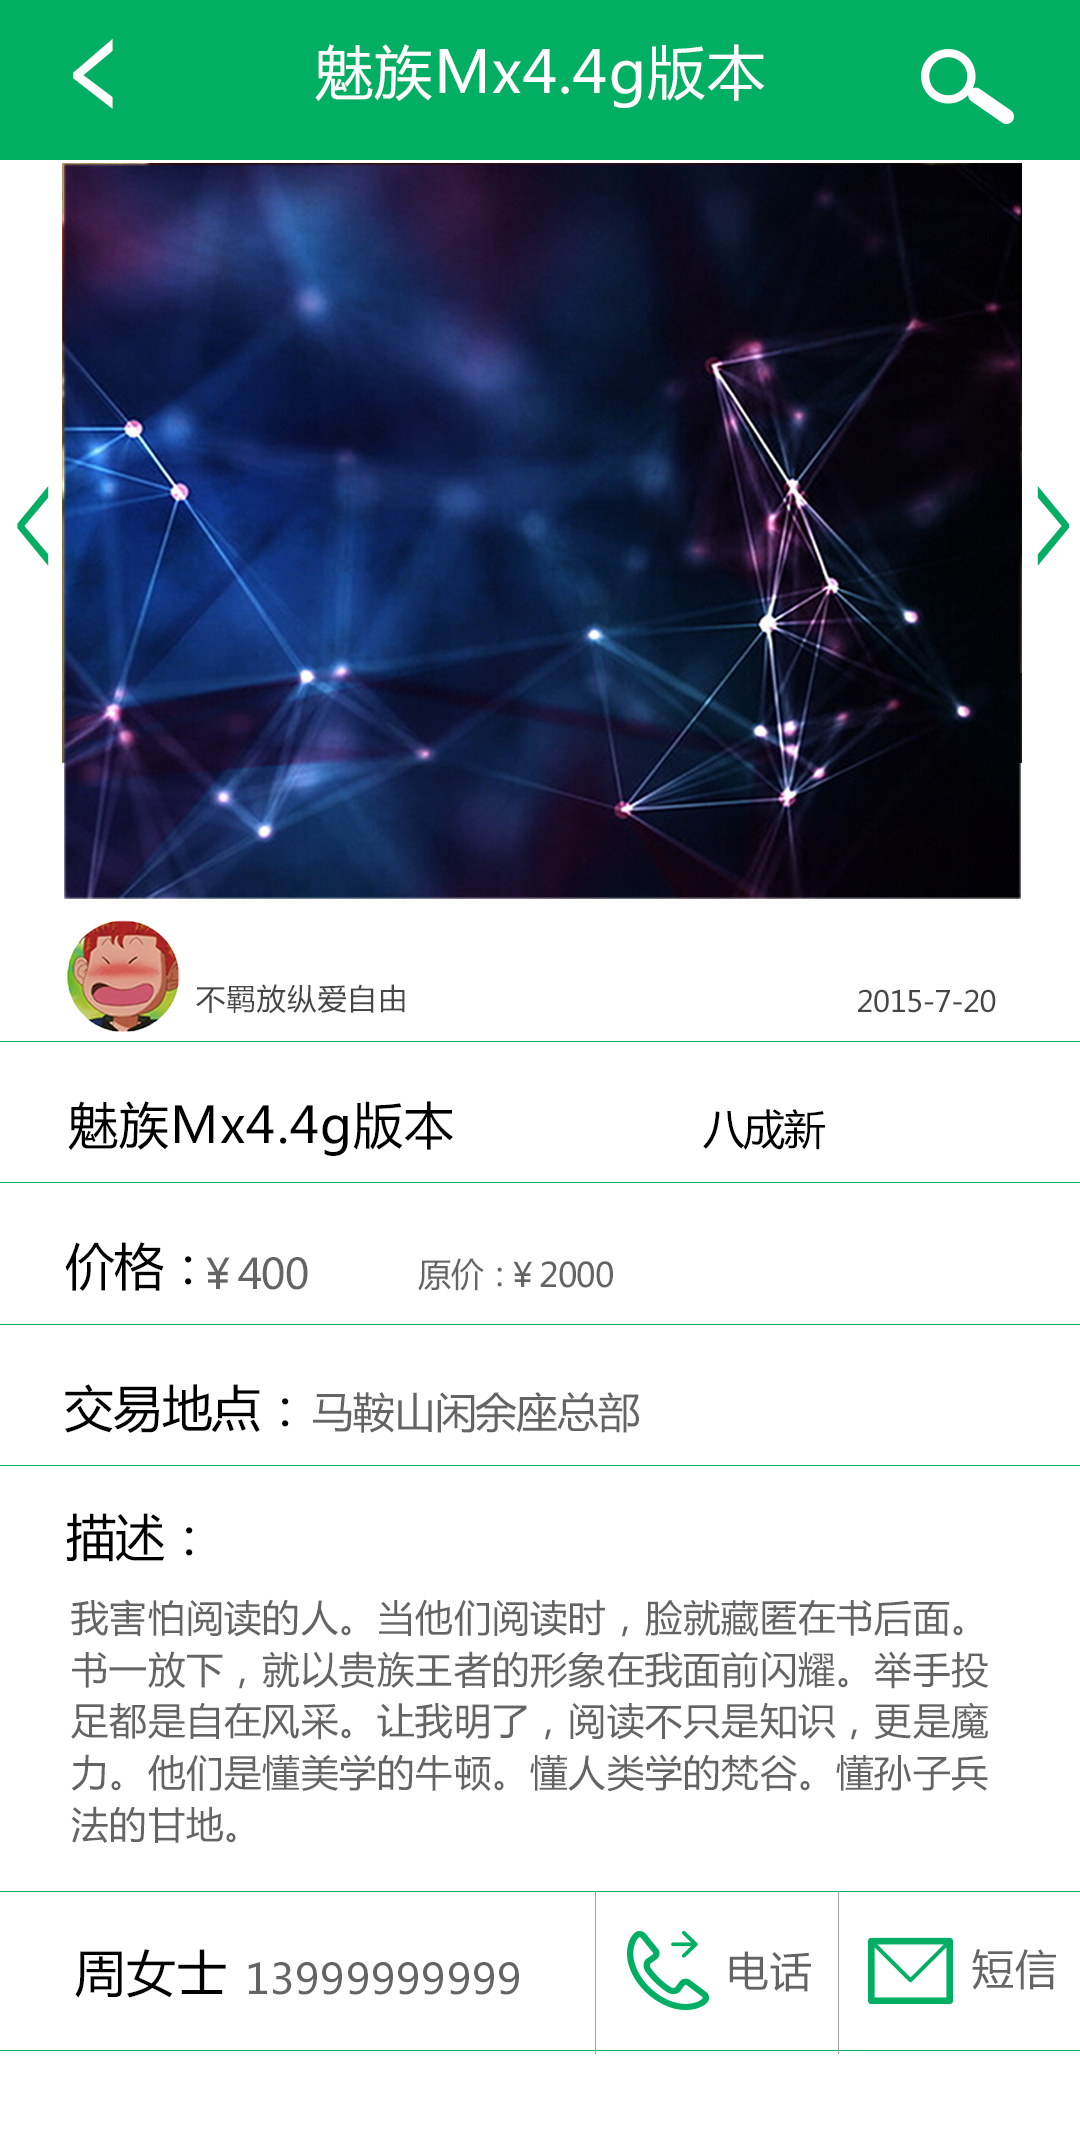 魅族Mx4.4g版本
不羁放纵爱自由 2015-7-20
魅族Mx4.4g版本 八成新
价格：¥400 原价：¥2000
交易地点：马鞍山闲余座总部
描述：
我害怕阅读的人。当他们阅读时，脸就藏匿在书后面。
书一放下，就以贵族王者的形象在我面前闪耀。举手投
足都是自在风采。让我明了，阅读不只是知识，更是魔
力。他们是懂美学的牛顿。懂人类学的梵谷。懂孙子兵
法的甘地。
周女士 13999999999 电话 短信